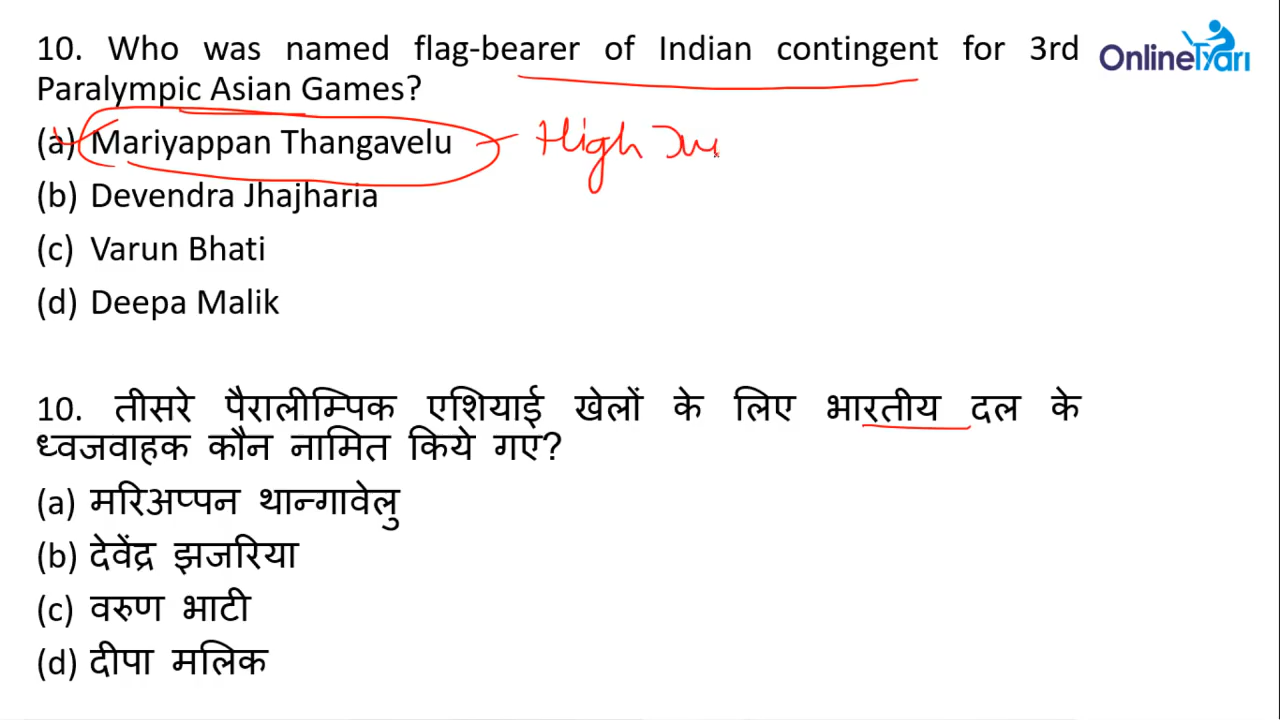 10. Who was named flag-bearer of Indian contingent for 3rd
Paralympic Asian Games?
OnlineTyari
(a) Mariyappan Thangavelu
High
(b) Devendra Jhajharia
(c) Varun Bhati
(d) Deepa Malik
10. तीसरे पैरालीम्पिक एशियाई खेलों के लिए भारतीय दल के
ध्वजवाहक कौन नामित किये गए?
(a) मरिअप्पन थान्गावेलु
(b) देवेंद्र झजरिया
(c) वरुण भाटी
(d) दीपा मलिक